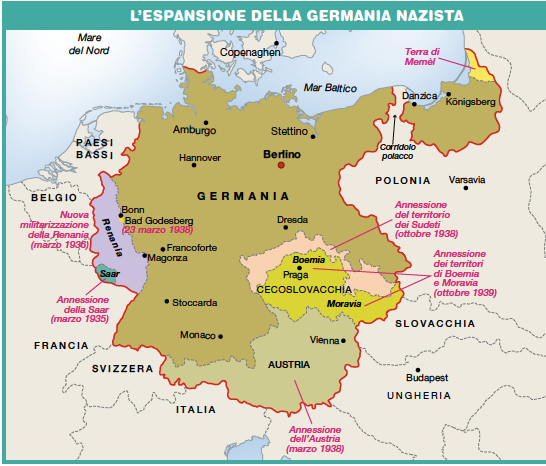 L'ESPANSIONE DELLA GERMANIA NAZISTA
Mare
del Nord
Copenaghen
Terra di
Memèl
Mar Baltico
Danzica
Königsberg
Amburgo
Stettino
Corridoio
polacco
PAESI
BASSI
Hannover
Berlino
POLONIA
Varsavia
BELGIO
GERMANIA
Nuova
militarizzazione
della Renania
(marzo 1936)
Renania
Bonn
Bad Godesberg
(23 marzo 1938)
Dresda
Annessione
del territorio
dei Sudeti
(ottobre 1938)
Francoforte
Magonza
Saar
Boemia
Praga
CECOSLOVACCHIA
Moravia
Annessione
dei territori
di Boemia
e Moravia
(ottobre 1939)
Annessione
della Saar
(marzo 1935)
Stoccarda
Monaco
Vienna
SLOVACCHIA
FRANCIA
SVIZZERA
AUSTRIA
Budapest
UNGHERIA
ITALIA
Annessione
dell'Austria
(marzo 1938)